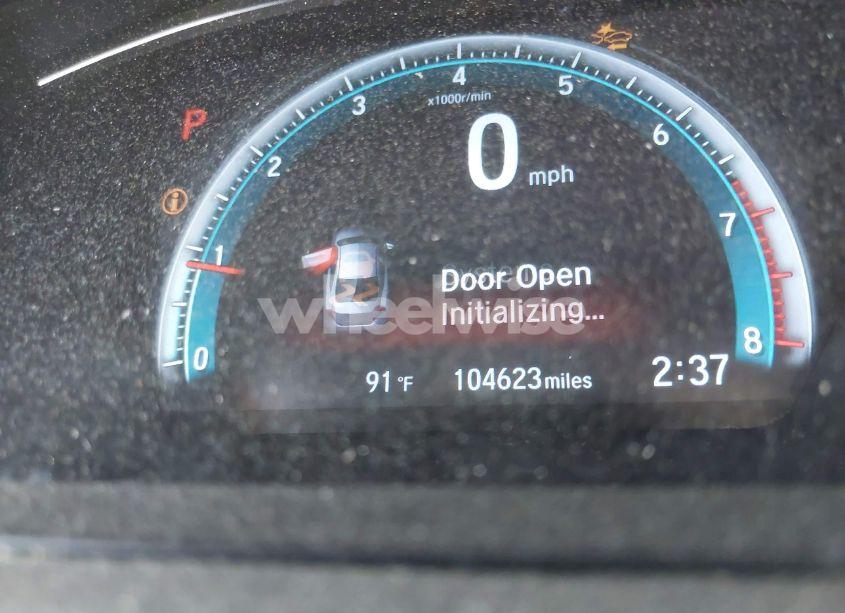 4
3
5
x1000r/min
P
2
6
0 mph
i
7
1
Door Open
wheelwise
Initializing...
0
8
91 °F
104623 miles
2:37